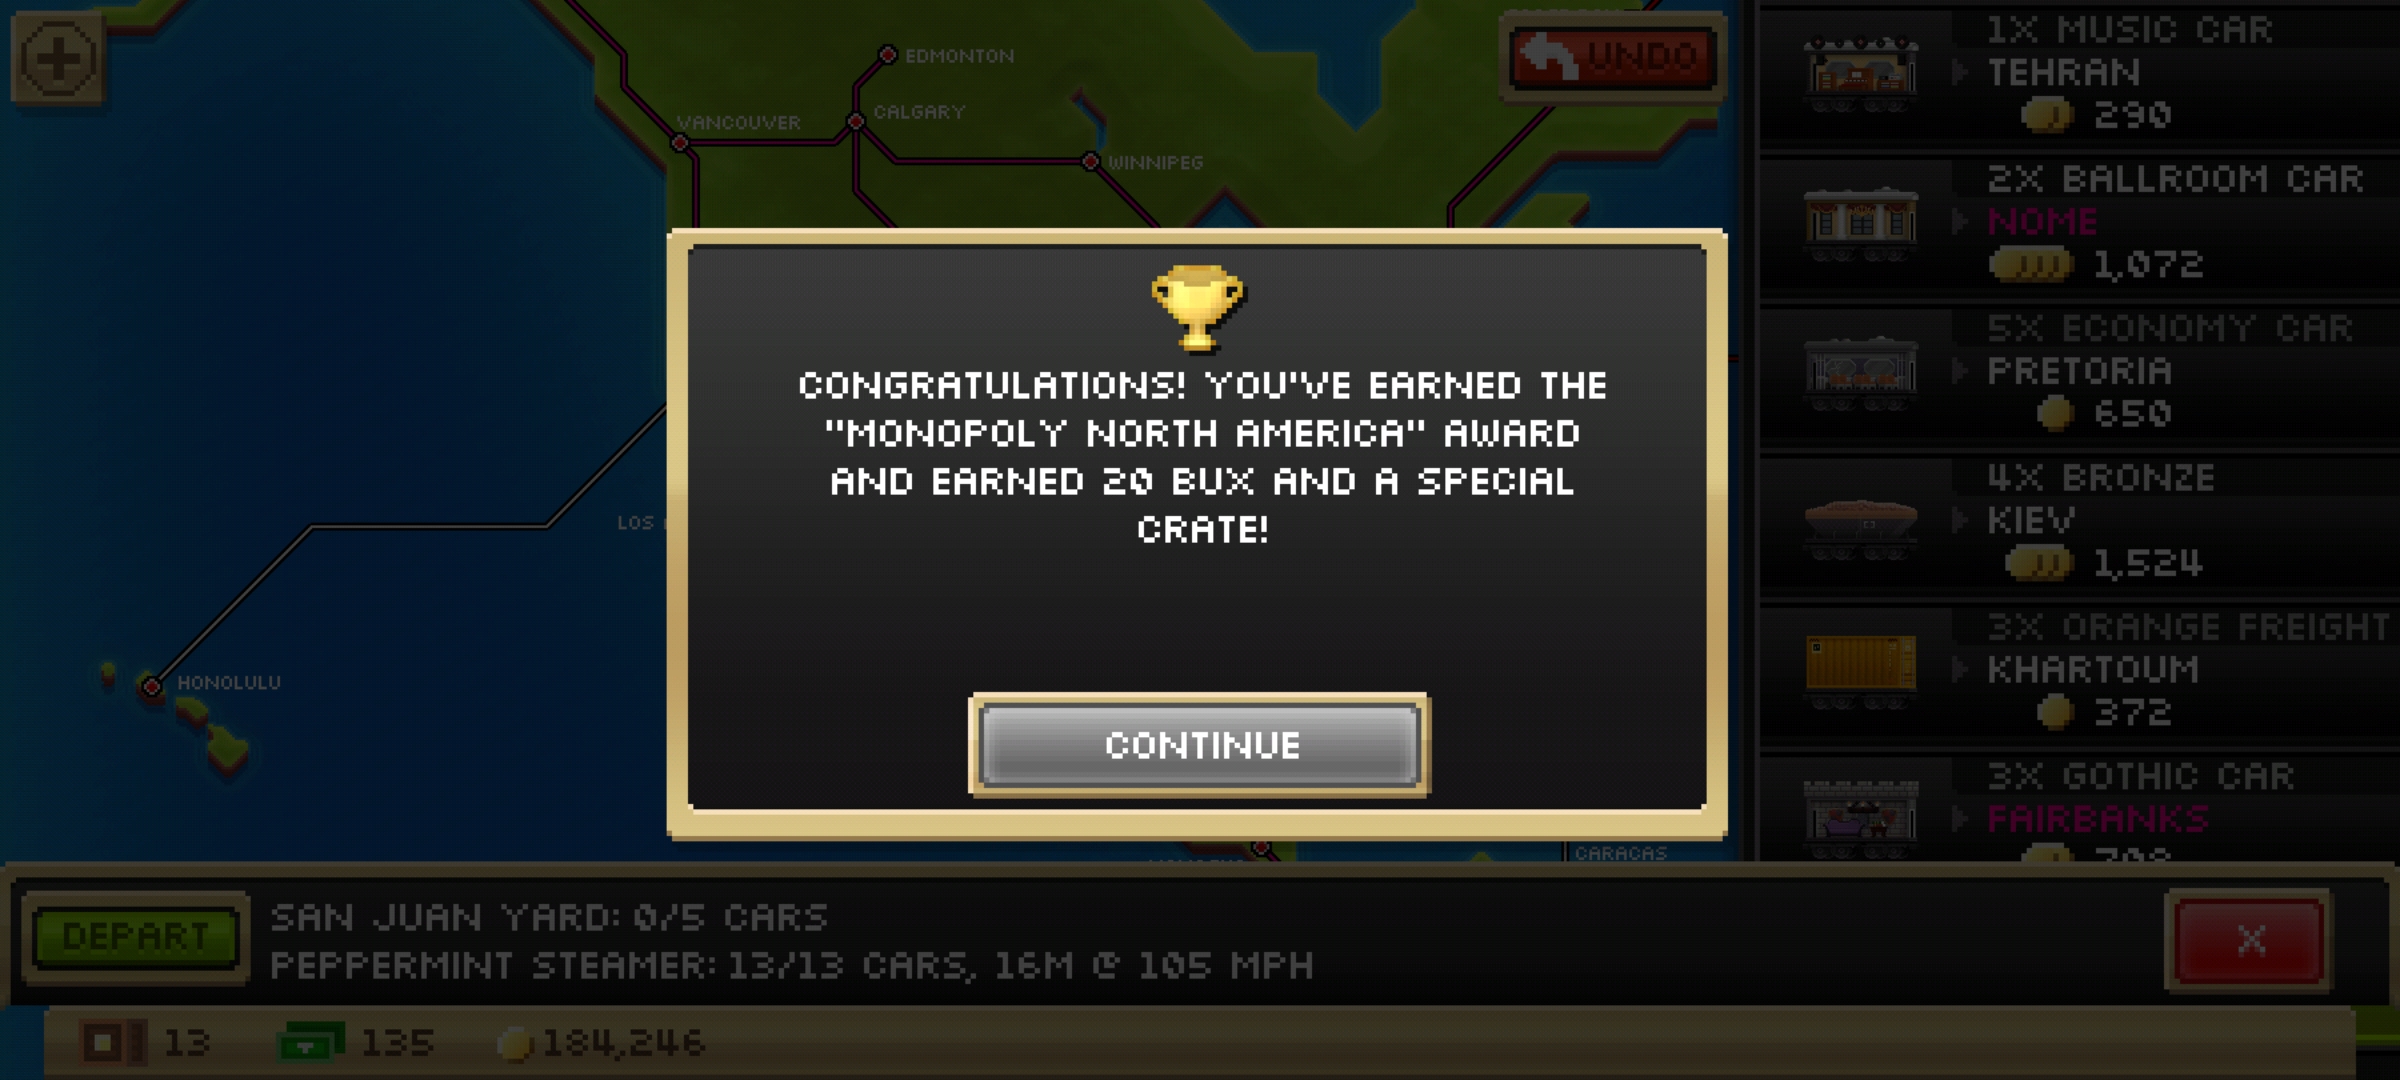 EDMONTON
CALGARY
VANCOUVER
WINNIPEG
UNDO
1X MUSIC CAR
TEHRAN
290
2X BALLROOM CAR
NOME
1,072
5X ECONOMY CAR
PRETORIA
650
4X BRONZE
KIEV
1,524
3X ORANGE FREIGHT
KHARTOUM
372
3X GOTHIC CAR
FAIRBANKS
CONGRATULATIONS! YOU'VE EARNED THE
"MONOPOLY NORTH AMERICA" AWARD
AND EARNED 20 BUX AND A SPECIAL
CRATE!
CONTINUE
LOS
HONOLULU
CARACAS
DEPART
SAN JUAN YARD: 0/5 CARS
PEPPERMINT STEAMER: 13/13 CARS, 16M @ 105 MPH
X
13
135
184,246